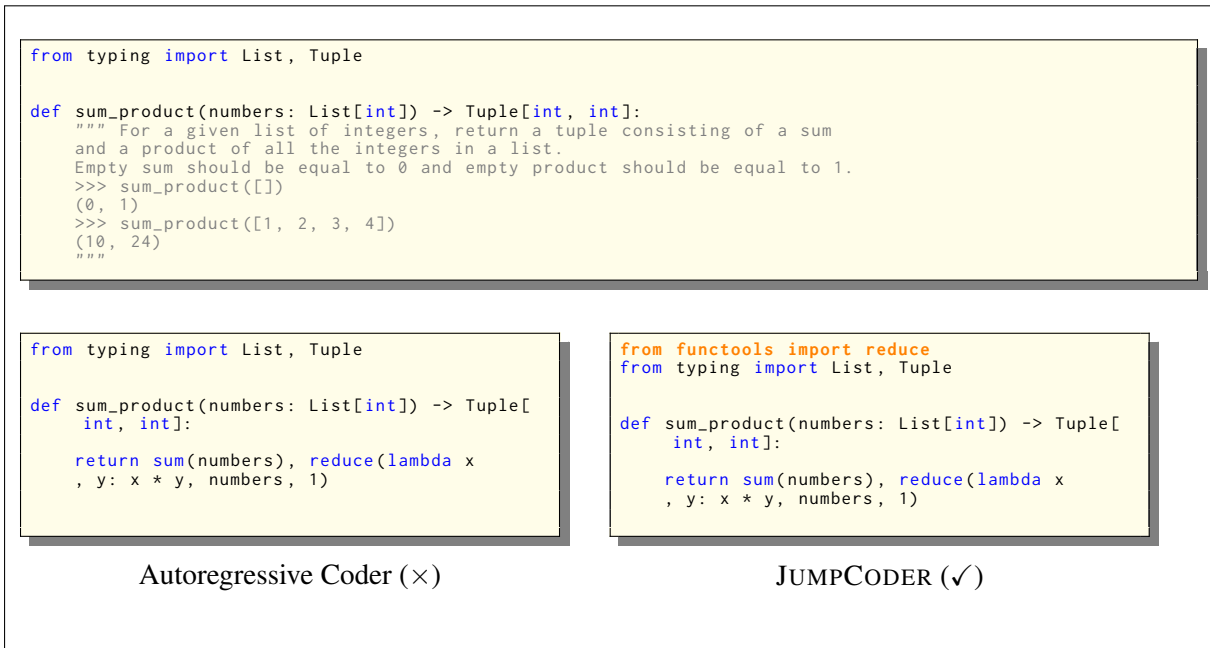 from typing import List, Tuple
def sum_product(numbers: List[int]) -> Tuple[int, int]:
""" For a given list of integers, return a tuple consisting of a sum
and a product of all the integers in a list.
Empty sum should be equal to 0 and empty product should be equal to 1.
>>> sum_product([])
(0, 1)
>>> sum_product([1, 2, 3, 4])
(10, 24)
"""
from typing import List, Tuple
def sum_product(numbers: List[int]) -> Tuple[
int, int]:
return sum(numbers), reduce(lambda x
, y: x * y, numbers, 1)
Autoregressive Coder (×)
from functools import reduce
from typing import List, Tuple
def sum_product(numbers: List[int]) -> Tuple[
int, int]:
return sum(numbers), reduce(lambda x
, y: x * y, numbers, 1)
JUMPCODER (✓)